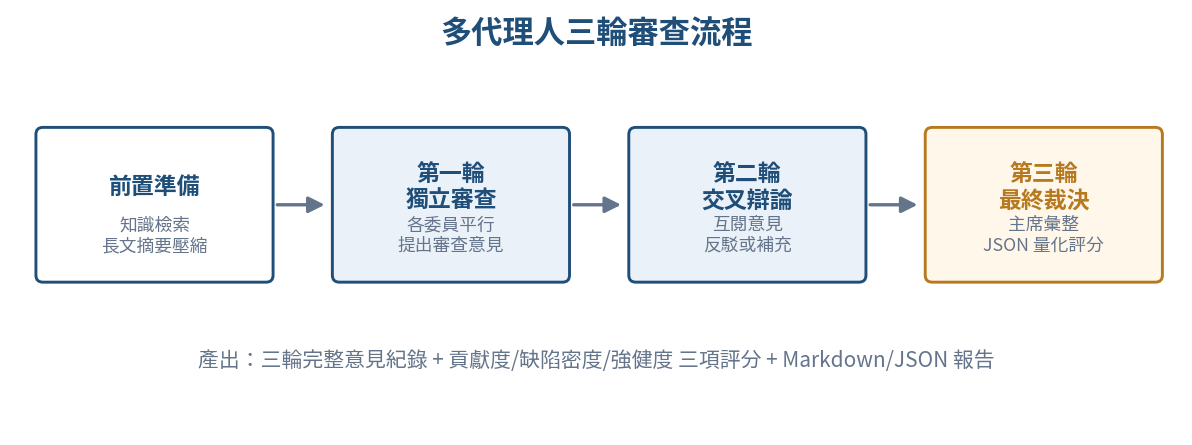 多代理人三輪審查流程
前置準備
知識檢索
長文摘要壓縮
第一輪
獨立審查
各委員平行
提出審查意見
第二輪
交叉辯論
互閱意見
反駁或補充
第三輪
最終裁決
主席彙整
JSON 量化評分
產出：三輪完整意見紀錄 + 貢獻度/缺陷密度/強健度 三項評分 + Markdown/JSON 報告